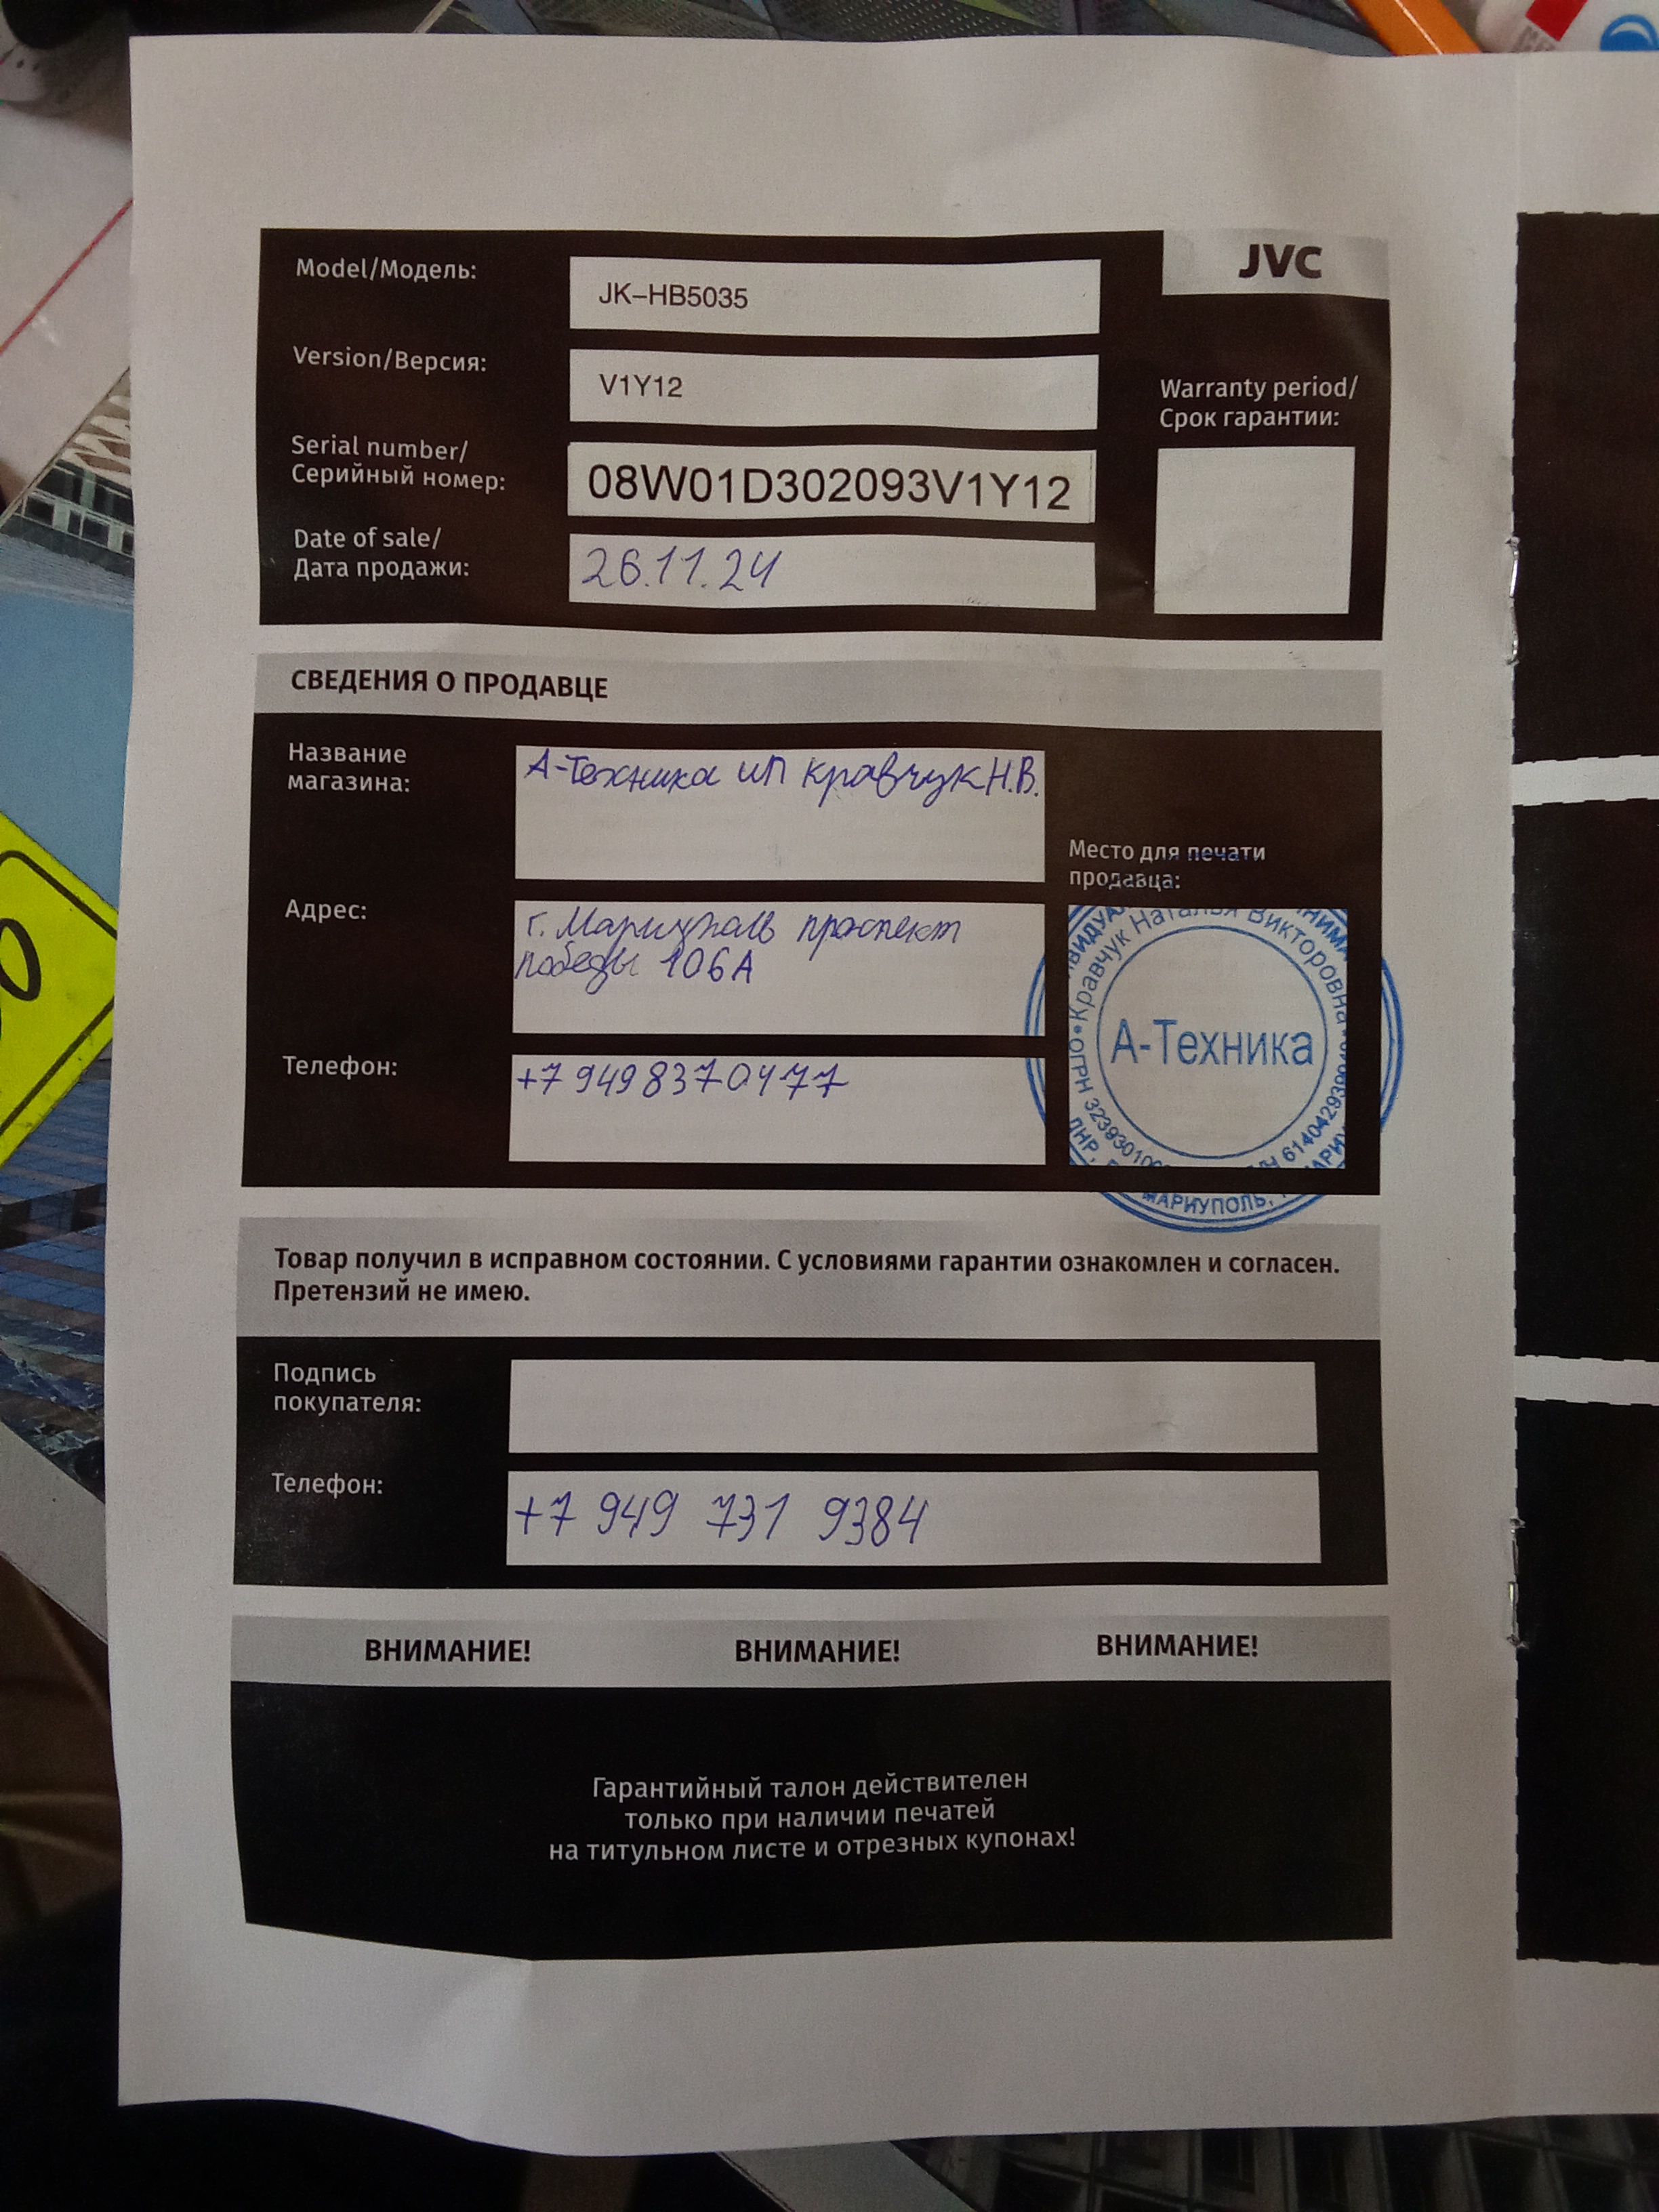 JVC
Model/Модель:
JK-HB5035
Version/Версия:
V1Y12
Warranty period/
Срок гарантии:
Serial number/
Серийный номер:
08W01D302093V1Y12
Date of sale/
Дата продажи:
26.11.24
СВЕДЕНИЯ О ПРОДАВЦЕ
Название
магазина:
А-Техника ИП Кравчук Н.В.
Адрес:
г. Мариуполь проспект
победы 106А
Телефон:
+7 949 837 04 77
Место для печати
продавца:
Кравчук Наталья Викторовна
А-Техника
МАРИУПОЛЬ,
Товар получил в исправном состоянии. С условиями гарантии ознакомлен и согласен.
Претензий не имею.
Подпись
покупателя:
Телефон:
+7 949 731 9384
ВНИМАНИЕ! ВНИМАНИЕ! ВНИМАНИЕ!
Гарантийный талон действителен
только при наличии печатей
на титульном листе и отрезных купонах!